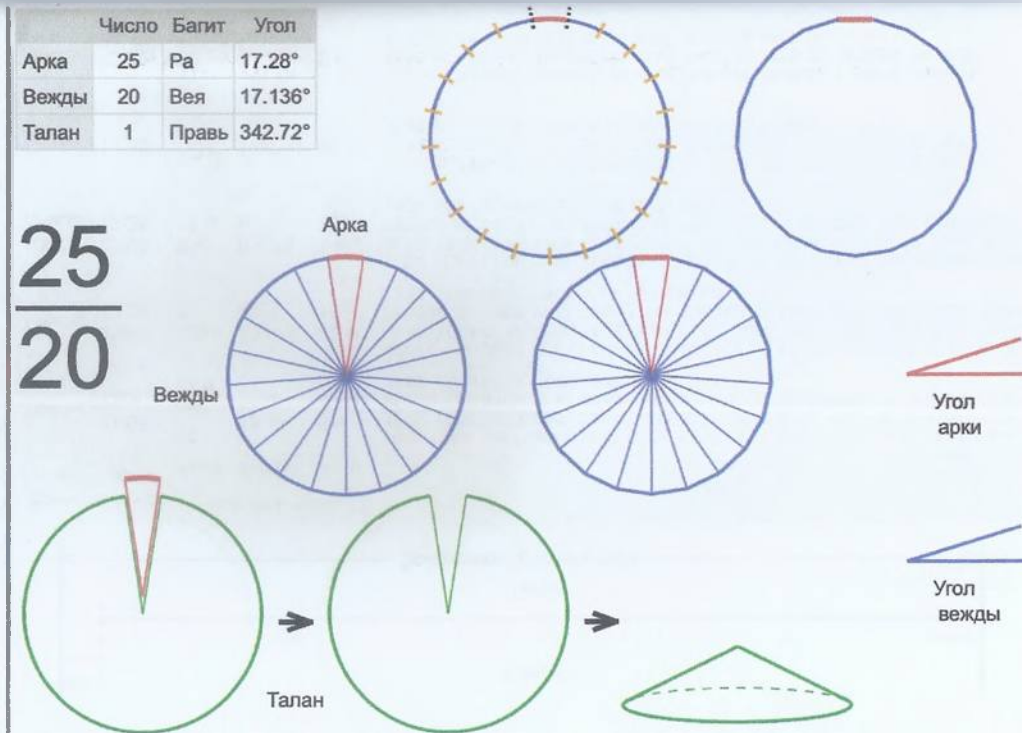 Число Багит Угол
Арка 25 Ра 17.28°
Вежды 20 Вея 17.136°
Талан 1 Правь 342.72°
25
20
Арка
Вежды
Угол
арки
Угол
вежды
Талан